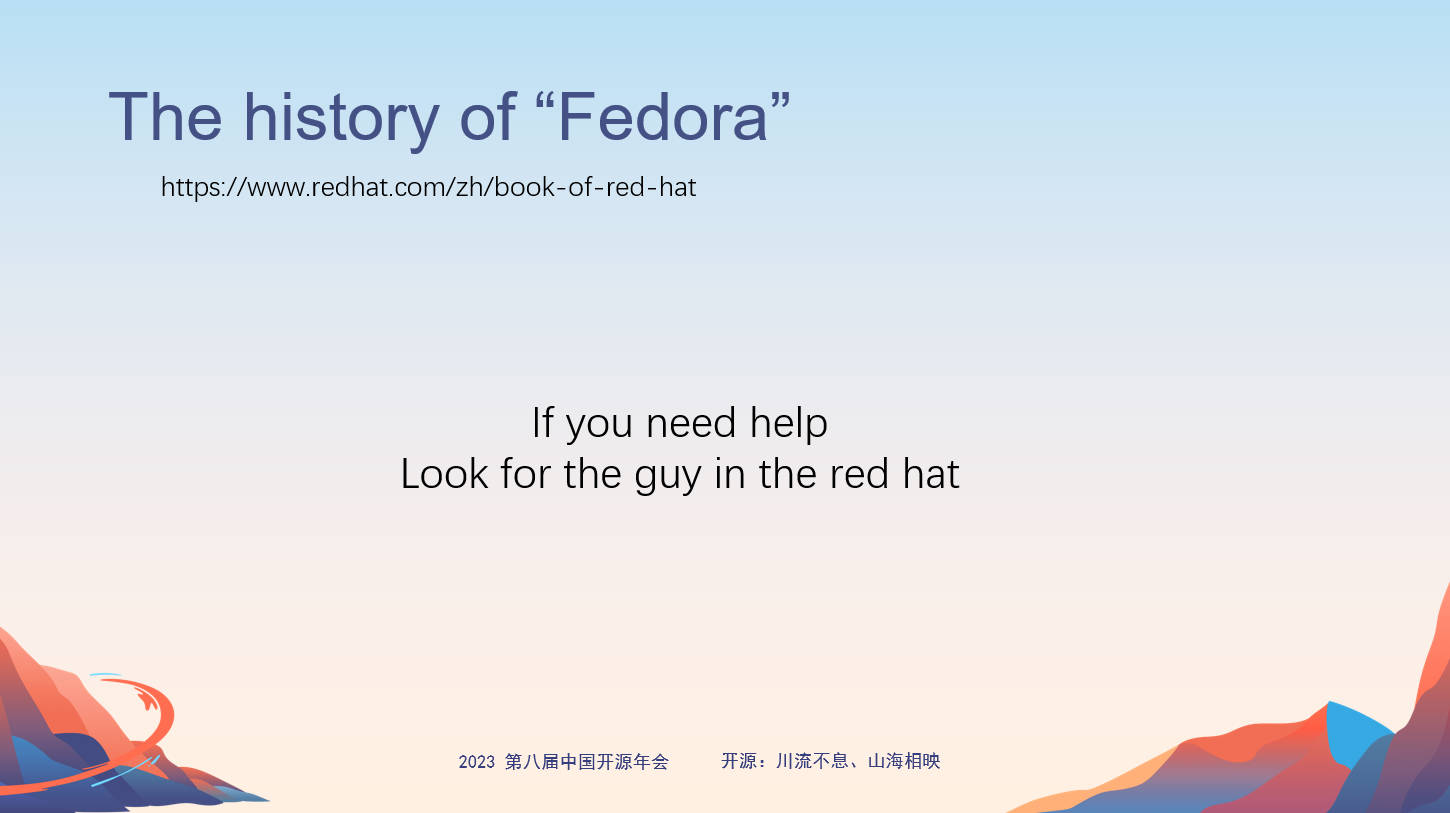 The history of “Fedora”
https://www.redhat.com/zh/book-of-red-hat
If you need help
Look for the guy in the red hat
2023 第八届中国开源年会
开源：川流不息、山海相映